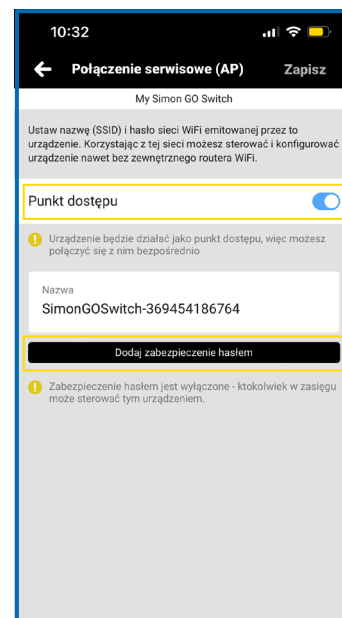 10:32
Połączenie serwisowe (AP)
Zapisz
My Simon GO Switch
Ustaw nazwę (SSID) i hasło sieci WiFi emitowanej przez to
urządzenie. Korzystając z tej sieci możesz sterować i konfigurować
urządzenie nawet bez zewnętrznego routera WiFi.
Punkt dostępu
Urządzenie będzie działać jako punkt dostępu, więc możesz
połączyć się z nim bezpośrednio
Nazwa
SimonGOSwitch-369454186764
Dodaj zabezpieczenie hasłem
Zabezpieczenie hasłem jest wyłączone - ktokolwiek w zasięgu
może sterować tym urządzeniem.